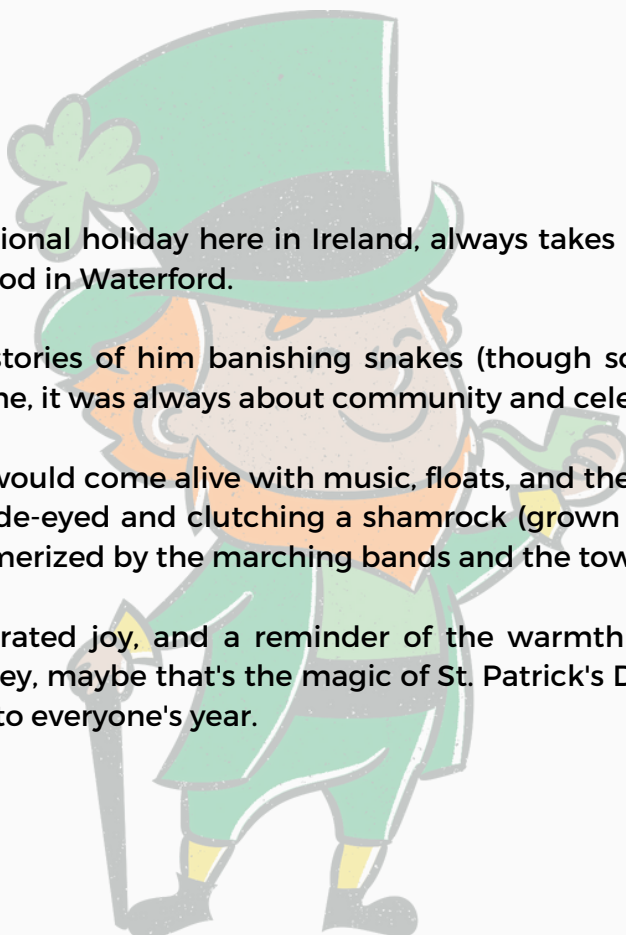 ional holiday here in Ireland, always takes
od in Waterford.
stories of him banishing snakes (though so
ne, it was always about community and cele
would come alive with music, floats, and the
de-eyed and clutching a shamrock (grown
merized by the marching bands and the tow
rated joy, and a reminder of the warmth
ey, maybe that's the magic of St. Patrick's D
to everyone's year.